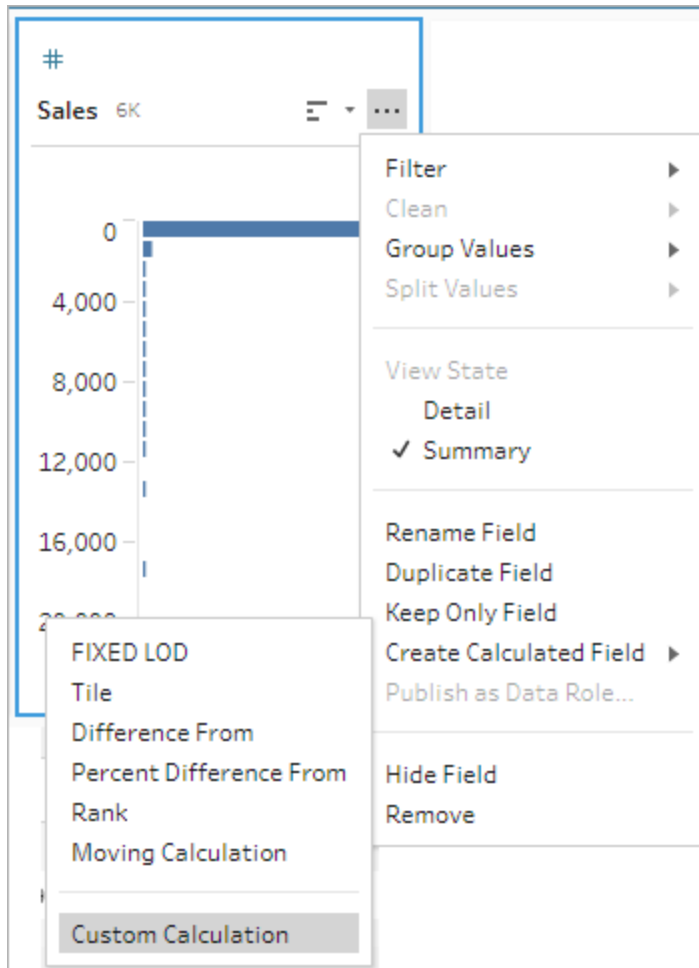 #
Sales 6K
Filter
Clean
Group Values
Split Values
View State
Detail
✓ Summary
Rename Field
Duplicate Field
Keep Only Field
Create Calculated Field
Publish as Data Role...
Hide Field
Remove
0
4,000
8,000
12,000
16,000
FIXED LOD
Tile
Difference From
Percent Difference From
Rank
Moving Calculation
Custom Calculation